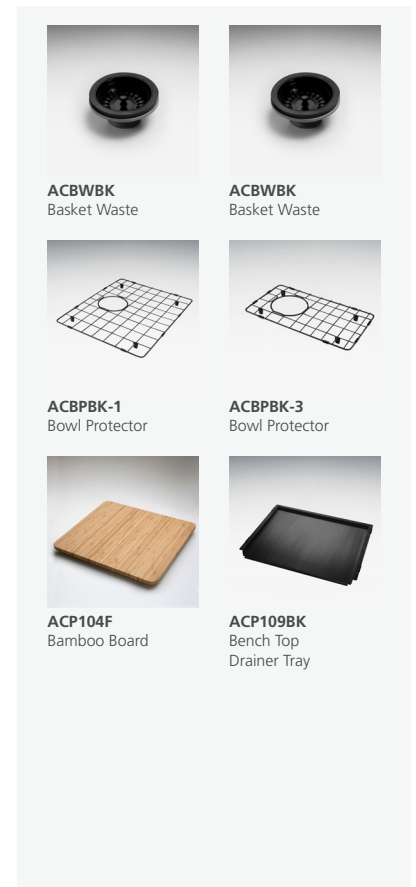 ACBWBK
Basket Waste
ACBWBK
Basket Waste
ACBPBK-1
Bowl Protector
ACBPBK-3
Bowl Protector
ACP104F
Bamboo Board
ACP109BK
Bench Top
Drainer Tray